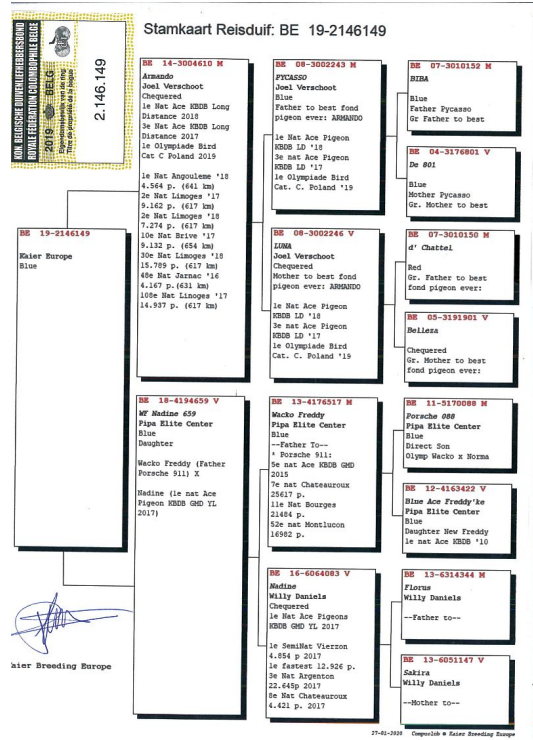 Stamkaart Reisduif: BE 19-2146149
KON. BELGISCHE DUIVENLIEFHEBBERSBOND
ROYALE FÉDÉRATION COLOMBOPHILE BELGE
2019 BELG
Eigendomsbewijs van de ring
Titre de propriété de la bague
2.146.149
BE 19-2146149
Kaier Europe
Blue
BE 14-3004610 M
Armando
Joel Verschoot
Chequered
1e Nat Ace KBDB Long
Distance 2018
3e Nat Ace KBDB Long
Distance 2017
1e Olympiade Bird
Cat C Poland 2019
1e Nat Angouleme '18
4.564 p. (641 km)
2e Nat Limoges '17
9.162 p. (617 km)
2e Nat Limoges '18
7.274 p. (617 km)
10e Nat Brive '17
9.132 p. (654 km)
30e Nat Limoges '18
15.789 p. (617 km)
48e Nat Jarnac '16
4.167 p.(631 km)
108e Nat Linoges '17
14.937 p. (617 km)
BE 18-4194659 V
WF Nadine 659
Pipa Elite Center
Blue
Daughter
Wacko Freddy (Father
Porsche 911) X
Nadine (1e nat Ace
Pigeon KBDB GMD YL
2017)
BE 08-3002243 M
PYCASSO
Joel Verschoot
Blue
Father to best fond
pigeon ever: ARMANDO
1e Nat Ace Pigeon
KBDB LD '18
3e nat Ace Pigeon
KBDB LD '17
1e Olympiade Bird
Cat. C. Poland '19
BE 08-3002246 V
LUNA
Joel Verschoot
Chequered
Mother to best fond
pigeon ever: ARMANDO
1e Nat Ace Pigeon
KBDB LD '18
3e nat Ace Pigeon
KBDB LD '17
1e Olympiade Bird
Cat. C. Poland '19
BE 13-4176517 M
Wacko Freddy
Pipa Elite Center
Blue
--Father To--
* Porsche 911:
5e nat Ace KBDB GMD
2015
7e nat Chateauroux
25617 p.
11e Nat Bourges
21484 p.
52e nat Montlucon
16982 p.
BE 16-6064083 V
Nadine
Willy Daniels
Chequered
1e Nat Ace Pigeons
KBDB GMD YL 2017
1e SemiNat Vierzon
4.854 p 2017
1e fastest 12.926 p.
3e Nat Argenton
22.645p 2017
8e Nat Chateauroux
4.421 p. 2017
BE 07-3010152 M
BIBA
Blue
Father Pycasso
Gr Father to best
BE 04-3176801 V
De 801
Blue
Mother Pycasso
Gr. Mother to best
BE 07-3010150 M
d' Chattel
Red
Gr. Father to best
fond pigeon ever:
BE 05-3191901 V
Belleza
Chequered
Gr. Mother to best
fond pigeon ever:
BE 11-5170088 M
Porsche 088
Pipa Elite Center
Blue
Direct Son
Olymp Wacko x Norma
BE 12-4163422 V
Blue Ace Freddy'ke
Pipa Elite Center
Blue
Daughter New Freddy
1e nat Ace KBDB '10
BE 13-6314344 M
Florus
Willy Daniels
--Father to--
BE 13-6051147 V
Sakira
Willy Daniels
--Mother to--
aier Breeding Europe
27-01-2020 Compuclub © Kaier Breeding Europe